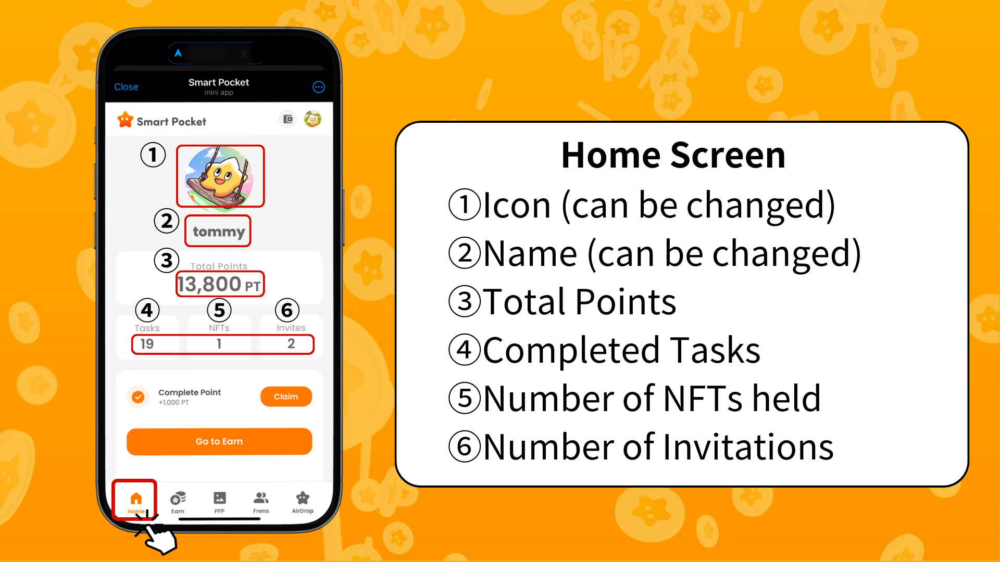 Close
Smart Pocket
mini app
Smart Pocket
①
②
tommy
③
Total Points
13,800 PT
④ ⑤ ⑥
Tasks NFTs Invites
19 1 2
Complete Point
+1,000 PT
Claim
Go to Earn
Home Earn PFP Frens AirDrop
Home Screen
①Icon (can be changed)
②Name (can be changed)
③Total Points
④Completed Tasks
⑤Number of NFTs held
⑥Number of Invitations